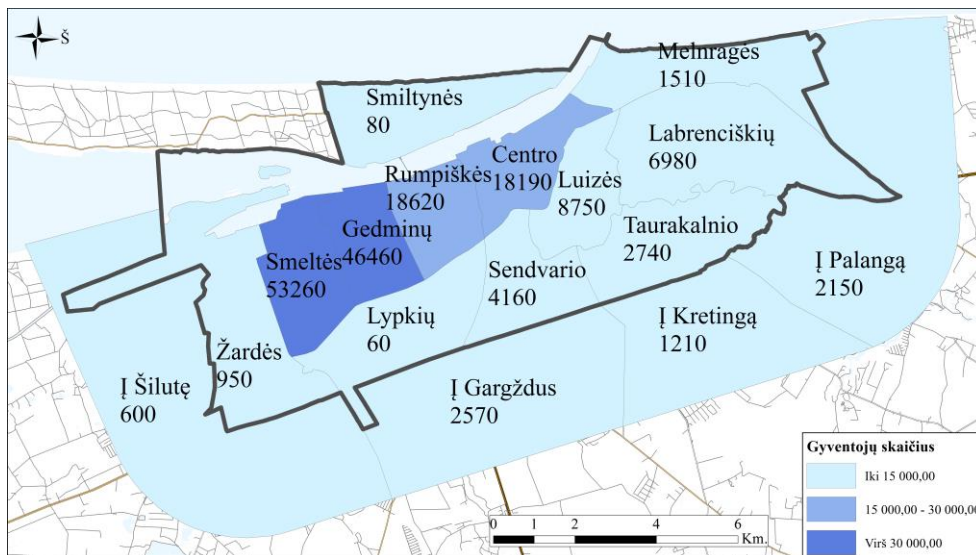 Š
Melnragės
1510
Smiltynės
80
Labrenciškių
6980
Centro
18190
Rumpiškės
18620
Luizės
8750
Gedminų
46460
Taurakalnio
2740
Smeltės
53260
Sendvario
4160
Į Palangą
2150
Lypkių
60
Į Kretingą
1210
Žardės
950
Į Šilutę
600
Į Gargždus
2570
Gyventojų skaičius
Iki 15 000,00
15 000,00 - 30 000,00
Virš 30 000,00
0 1 2 4 6
Km.